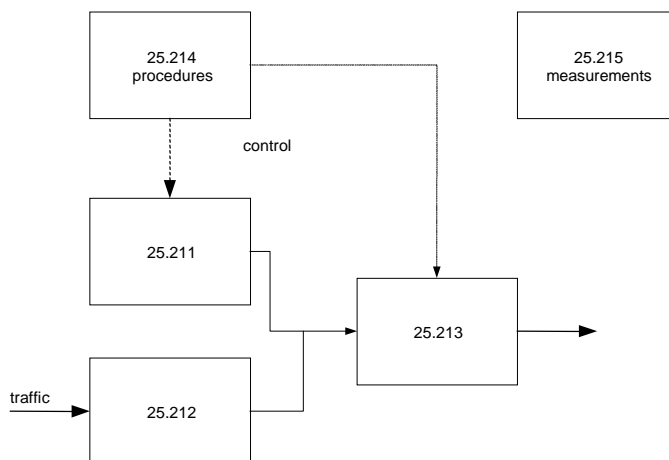 25.214
procedures
25.215
measurements
control
25.211
25.213
traffic
25.212